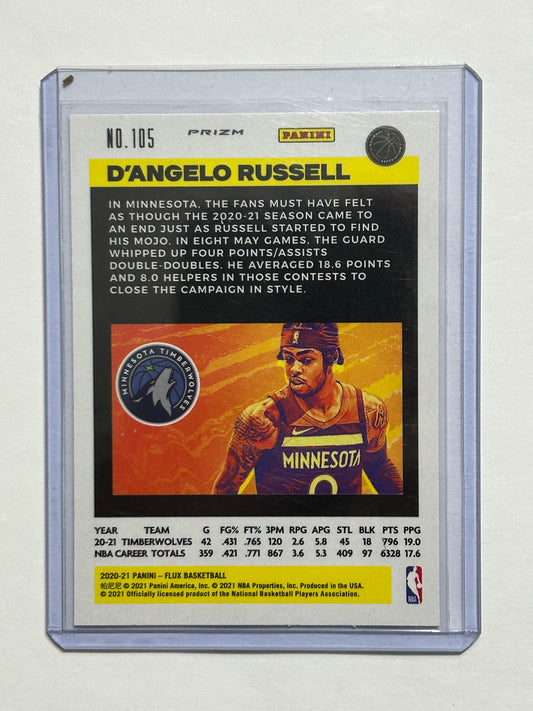 NO.105 PRIZM PANINI
D'ANGELO RUSSELL
IN MINNESOTA, THE FANS MUST HAVE FELT
AS THOUGH THE 2020-21 SEASON CAME TO
AN END JUST AS RUSSELL STARTED TO FIND
HIS MOJO. IN EIGHT MAY GAMES, THE GUARD
WHIPPED UP FOUR POINTS/ASSISTS
DOUBLE-DOUBLES. HE AVERAGED 18.6 POINTS
AND 8.0 HELPERS IN THOSE CONTESTS TO
CLOSE THE CAMPAIGN IN STYLE.
MINNESOTA TIMBERWOLVES
MINNESOTA
0
YEAR TEAM G FG% FT% 3PM RPG APG STL BLK PTS PPG
20-21 TIMBERWOLVES 42 .431 .765 120 2.6 5.8 45 18 796 19.0
NBA CAREER TOTALS 359 .421 .771 867 3.6 5.3 409 97 6328 17.6
2020-21 PANINI – FLUX BASKETBALL
帕尼尼 © 2021 Panini America, Inc. © 2021 NBA Properties, Inc. Produced in the USA.
© 2021 Officially licensed product of the National Basketball Players Association.
NBA